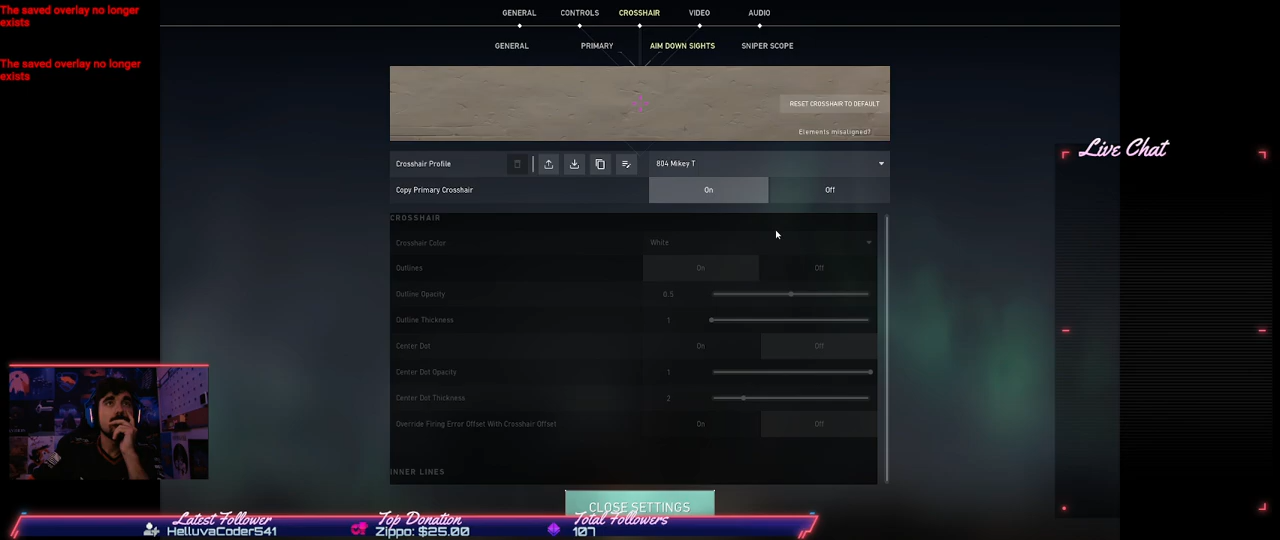 The saved overlay no longer
exists
The saved overlay no longer
exists
GENERAL CONTROLS CROSSHAIR VIDEO AUDIO
GENERAL PRIMARY AIM DOWN SIGHTS SNIPER SCOPE
RESET CROSSHAIR TO DEFAULT
Elements misaligned?
Crosshair Profile 804 Mikey T
Copy Primary Crosshair On Off
CROSSHAIR
Crosshair Color White
Outlines On Off
Outline Opacity 0.5
Outline Thickness 1
Center Dot On Off
Center Dot Opacity 1
Center Dot Thickness 2
Override Firing Error Offset With Crosshair Offset On Off
INNER LINES
CLOSE SETTINGS
Live Chat
Latest Follower Top Donation Total Followers
HelluvaCoder541 Zippo: $25.00 107